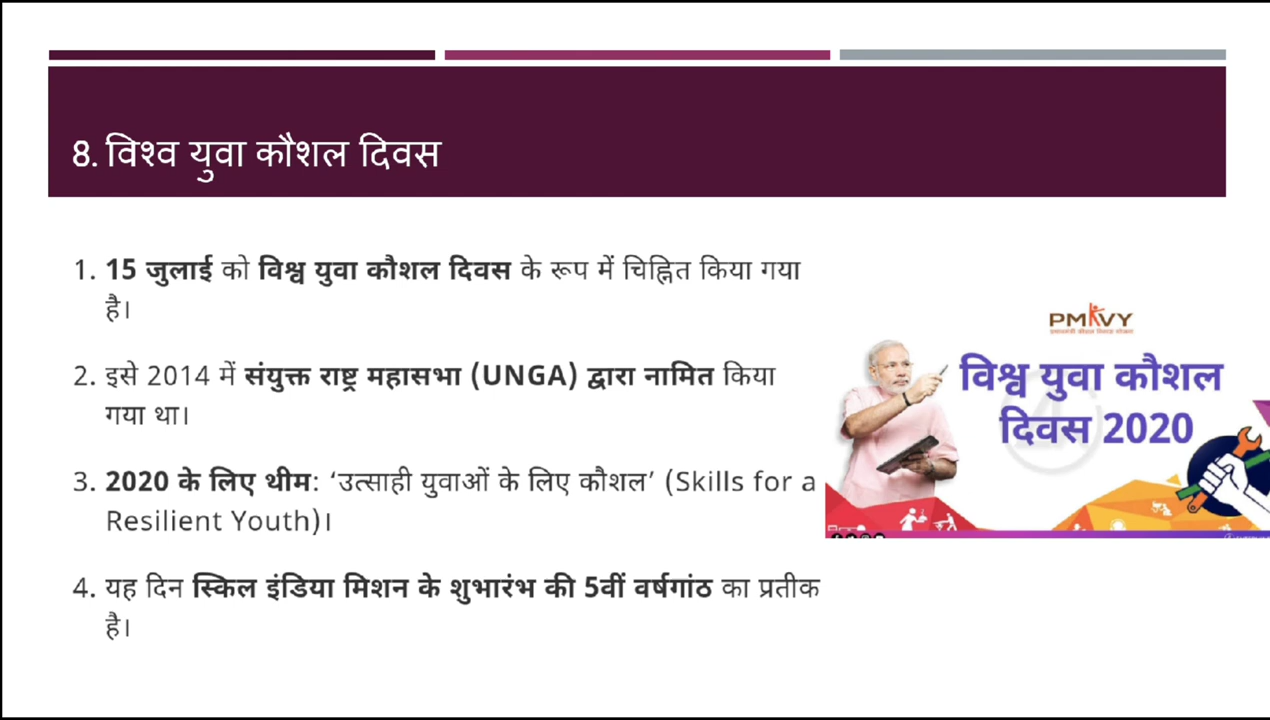 8. विश्व युवा कौशल दिवस
1. 15 जुलाई को विश्व युवा कौशल दिवस के रूप में चिह्नित किया गया
है।
2. इसे 2014 में संयुक्त राष्ट्र महासभा (UNGA) द्वारा नामित किया
गया था।
3. 2020 के लिए थीम: ‘उत्साही युवाओं के लिए कौशल’ (Skills for a
Resilient Youth)।
4. यह दिन स्किल इंडिया मिशन के शुभारंभ की 5वीं वर्षगांठ का प्रतीक
है।
PMKVY
विश्व युवा कौशल
दिवस 2020